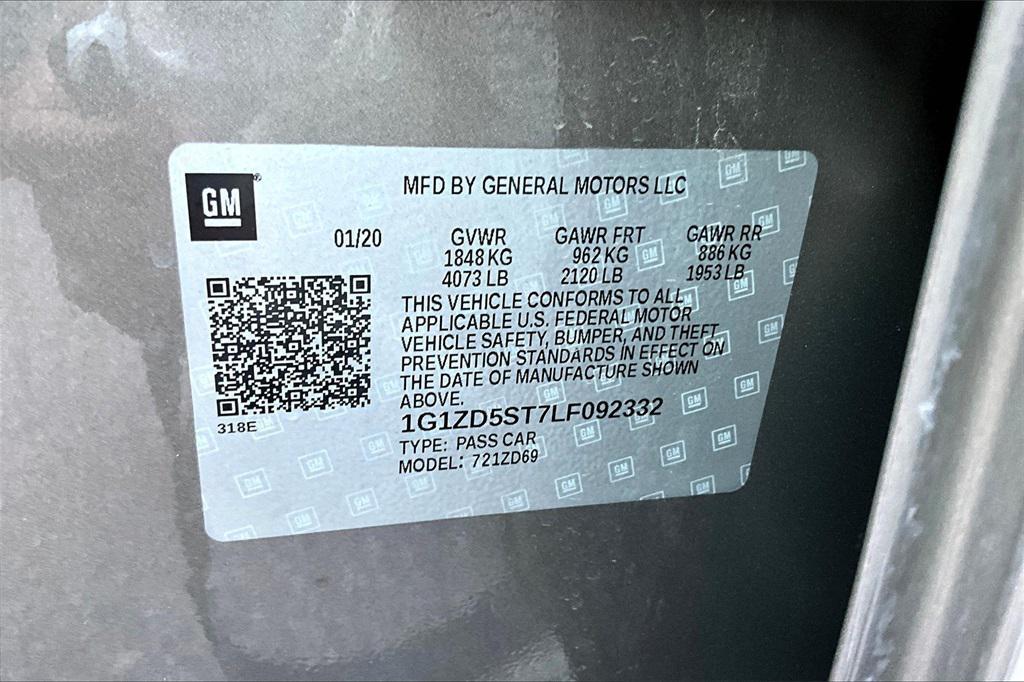 GM
MFD BY GENERAL MOTORS LLC
01/20 GVWR GAWR FRT GAWR RR
1848 KG 962 KG 886 KG
4073 LB 2120 LB 1953 LB
THIS VEHICLE CONFORMS TO ALL
APPLICABLE U.S. FEDERAL MOTOR
VEHICLE SAFETY, BUMPER, AND THEFT
PREVENTION STANDARDS IN EFFECT ON
THE DATE OF MANUFACTURE SHOWN
ABOVE.
318E
1G1ZD5ST7LF092332
TYPE: PASS CAR
MODEL: 721ZD69